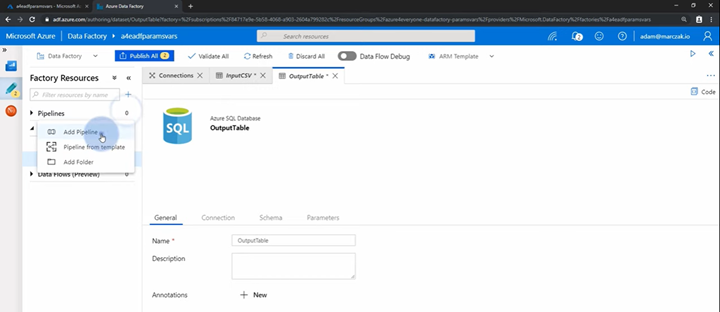 a4eadfparamsvars - Microsoft A
Azure Data Factory
adf.azure.com/authoring/dataset/OutputTable?factory=
Microsoft Azure
Data Factory
a4eadfparamsvars
Search resources
2
adam@marczak.io
Data Factory
Publish All
2
Validate All
Refresh
Discard All
Data Flow Debug
ARM Template
2
Factory Resources
Connections
InputCSV *
OutputTable *
Filter resources by name
Code
Pipelines
0
Add Pipeline
Pipeline from template
Add Folder
Data Flows (Preview)
0
SQL
Azure SQL Database
OutputTable
General
Connection
Schema
Parameters
Name *
OutputTable
Description
Annotations
New